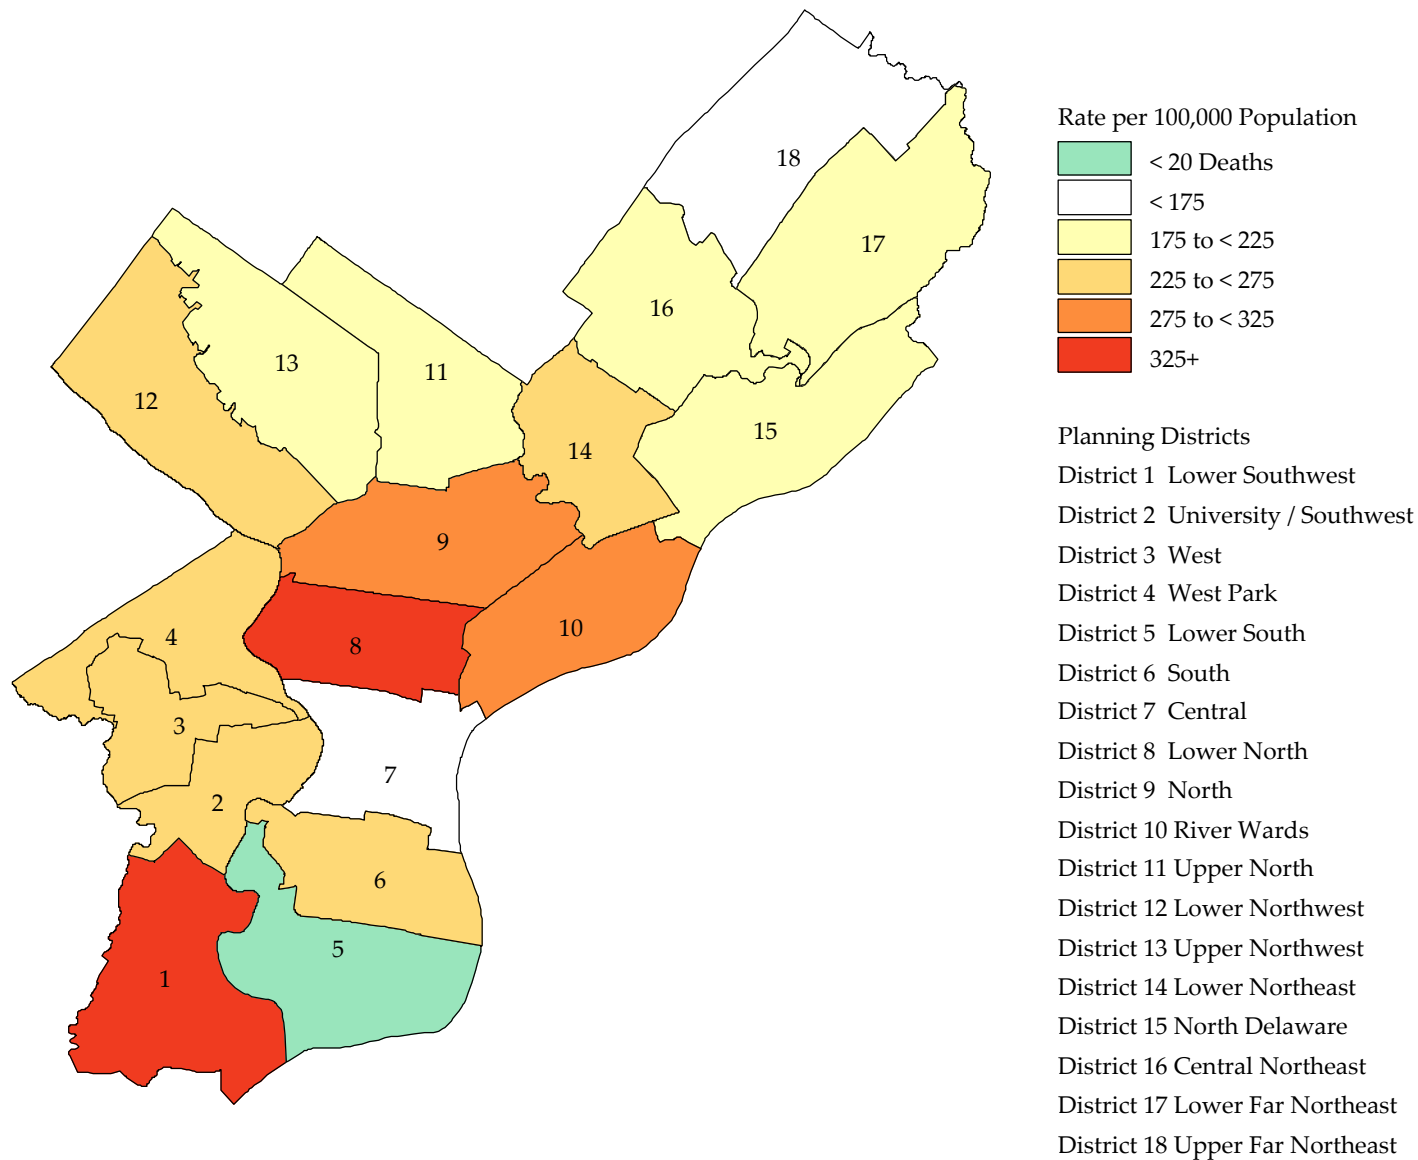 Rate per 100,000 Population
< 20 Deaths
< 175
175 to < 225
225 to < 275
275 to < 325
325+
18
17
16
13
11
12
15
14
9
10
8
4
3
7
2
6
5
1
Planning Districts
District 1 Lower Southwest
District 2 University / Southwest
District 3 West
District 4 West Park
District 5 Lower South
District 6 South
District 7 Central
District 8 Lower North
District 9 North
District 10 River Wards
District 11 Upper North
District 12 Lower Northwest
District 13 Upper Northwest
District 14 Lower Northeast
District 15 North Delaware
District 16 Central Northeast
District 17 Lower Far Northeast
District 18 Upper Far Northeast